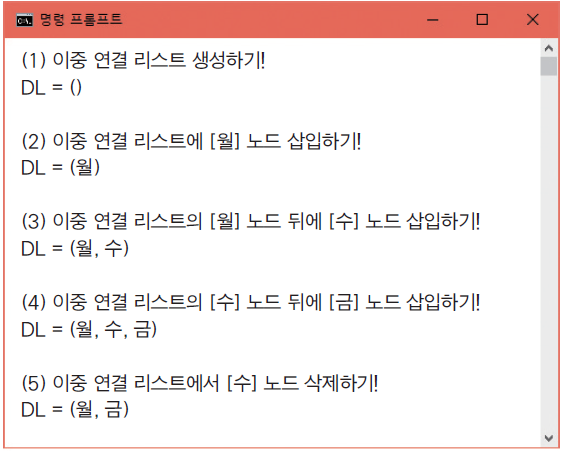 명령 프롬프트
(1) 이중 연결 리스트 생성하기!
DL = ()
(2) 이중 연결 리스트에 [월] 노드 삽입하기!
DL = (월)
(3) 이중 연결 리스트의 [월] 노드 뒤에 [수] 노드 삽입하기!
DL = (월, 수)
(4) 이중 연결 리스트의 [수] 노드 뒤에 [금] 노드 삽입하기!
DL = (월, 수, 금)
(5) 이중 연결 리스트에서 [수] 노드 삭제하기!
DL = (월, 금)